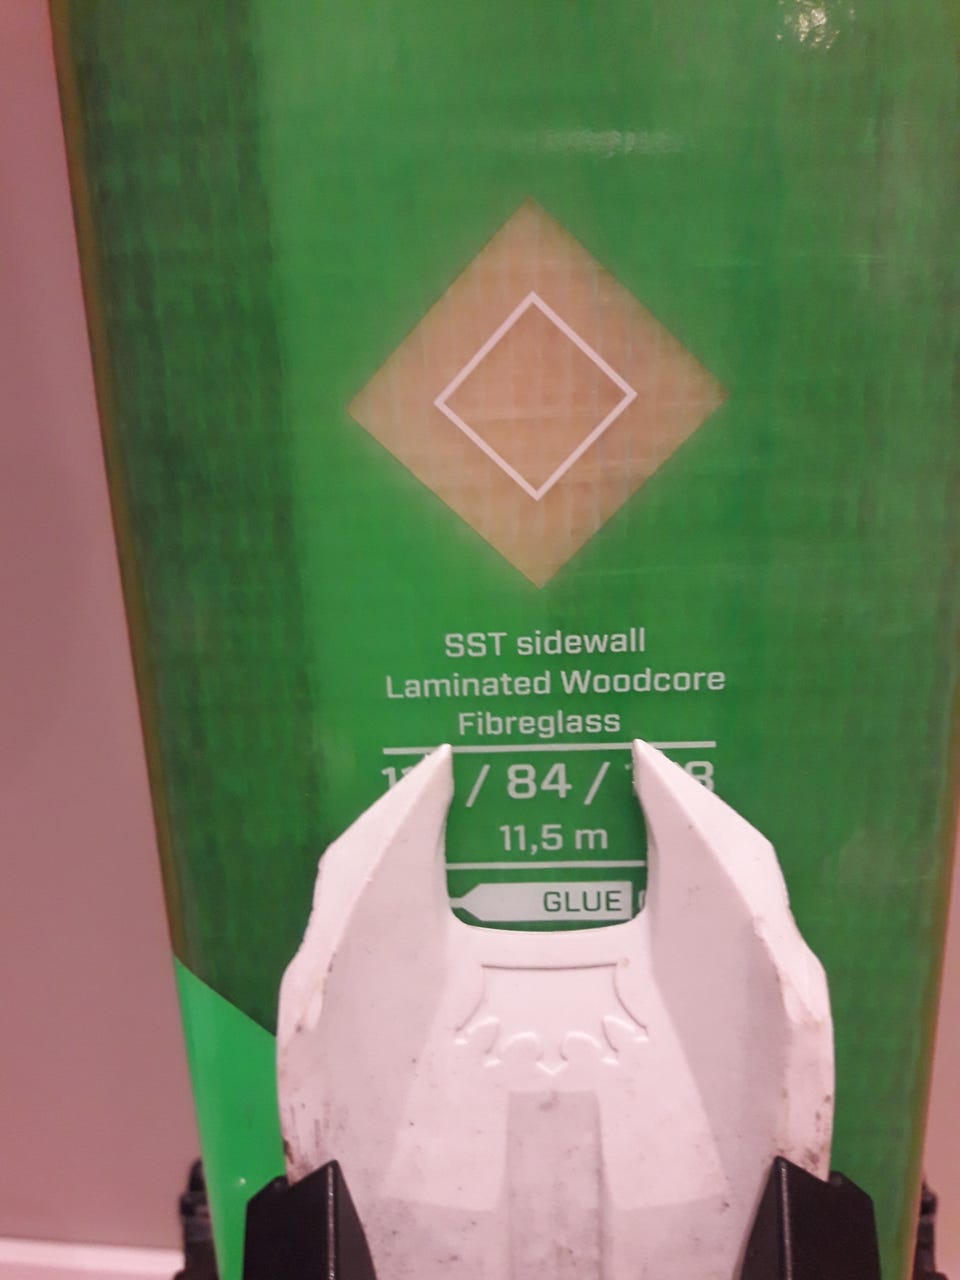 SST sidewall
Laminated Woodcore
Fibreglass
/ 84 /
11,5 m
GLUE